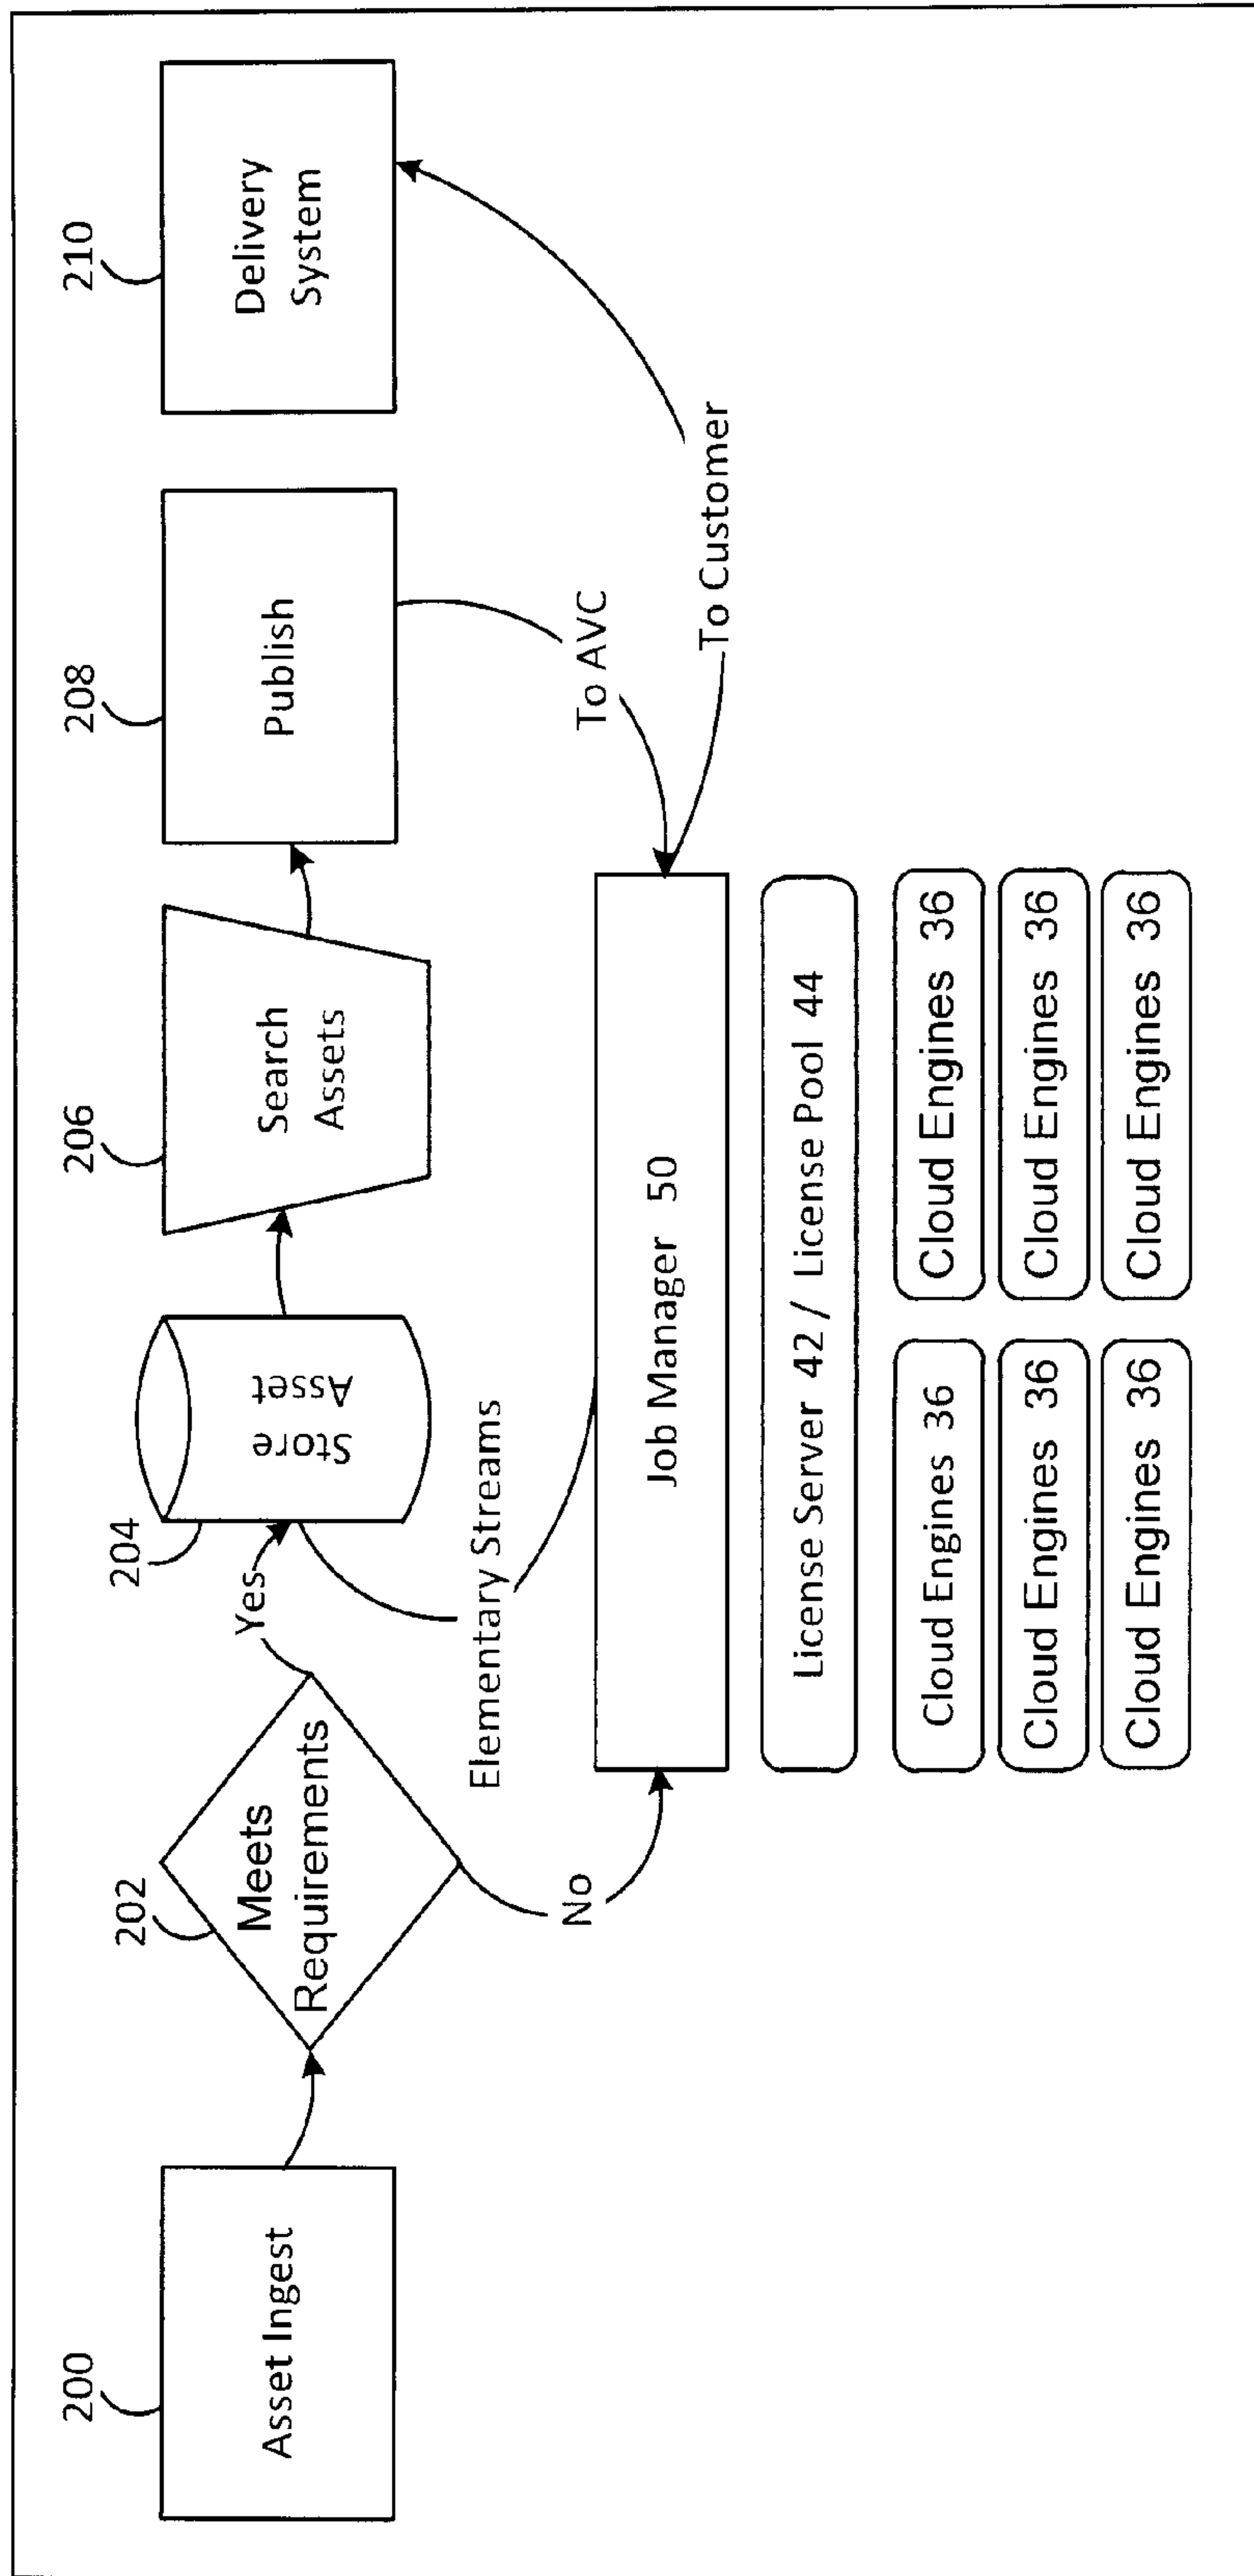 200
Asset Ingest
202
Meets
Requirements
Yes
No
204
Store
Asset
Elementary Streams
206
Search
Assets
208
Publish
To AVC
210
Delivery
System
To Customer
Job Manager 50
License Server 42 / License Pool 44
Cloud Engines 36
Cloud Engines 36
Cloud Engines 36
Cloud Engines 36
Cloud Engines 36
Cloud Engines 36